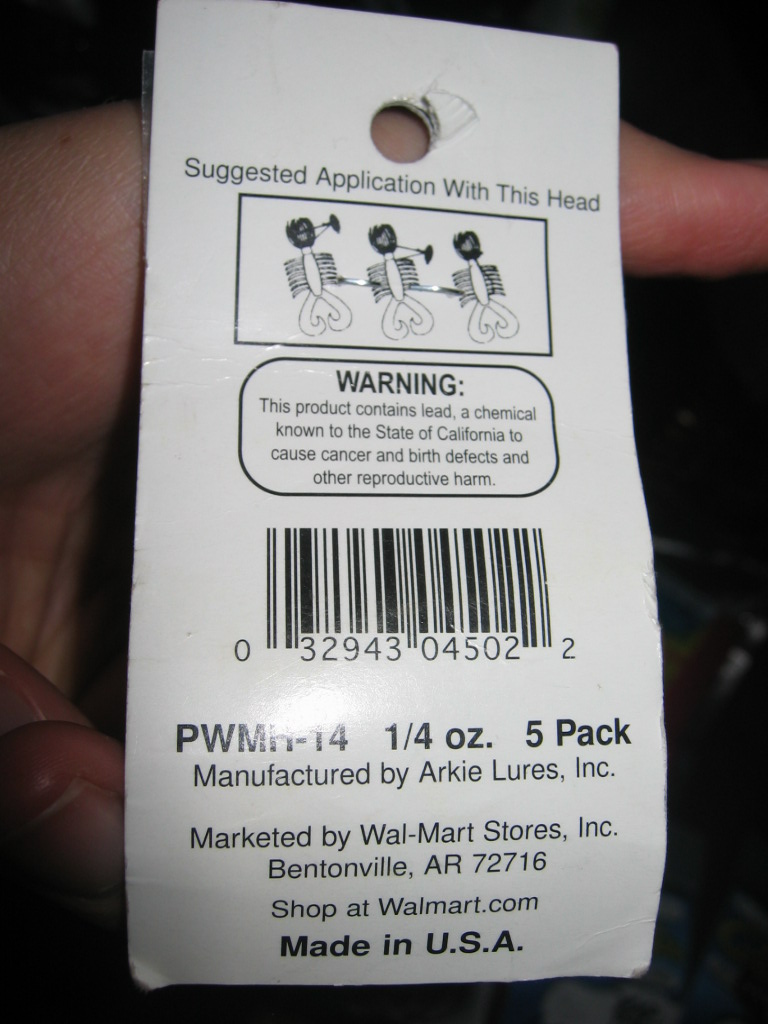 Suggested Application With This Head
WARNING:
This product contains lead, a chemical
known to the State of California to
cause cancer and birth defects and
other reproductive harm.
0 32943 04502 2
PWMH-14 1/4 oz. 5 Pack
Manufactured by Arkie Lures, Inc.
Marketed by Wal-Mart Stores, Inc.
Bentonville, AR 72716
Shop at Walmart.com
Made in U.S.A.